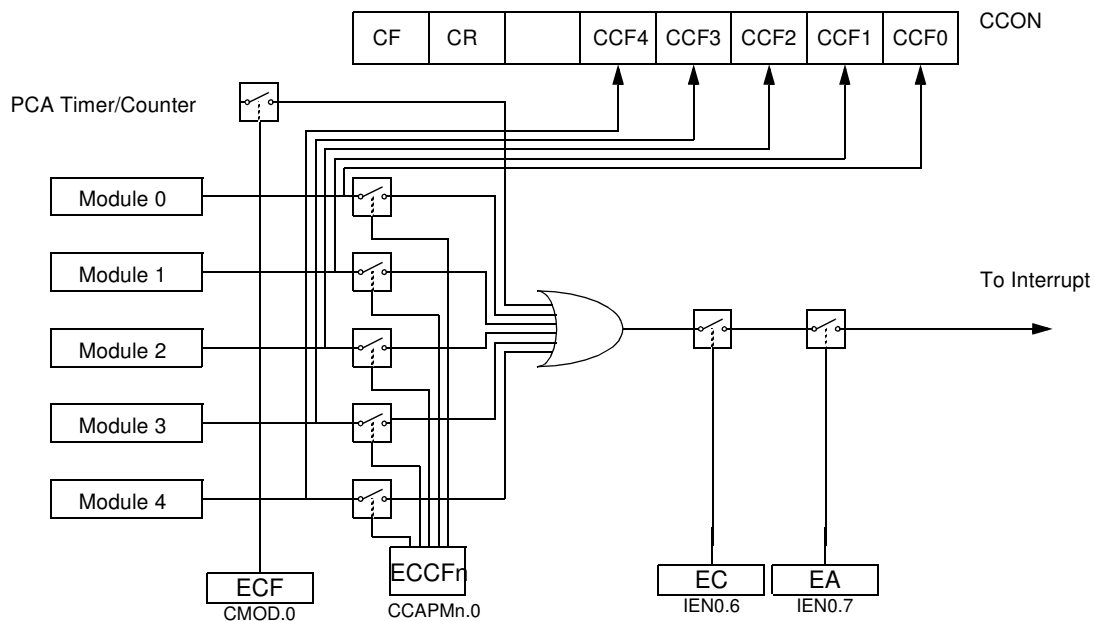 CF CR CCF4 CCF3 CCF2 CCF1 CCF0 CCON
PCA Timer/Counter
Module 0
Module 1
To Interrupt
Module 2
Module 3
Module 4
ECCFn
ECF
EC
EA
CMOD.0
CCAPMn.0
IEN0.6
IEN0.7